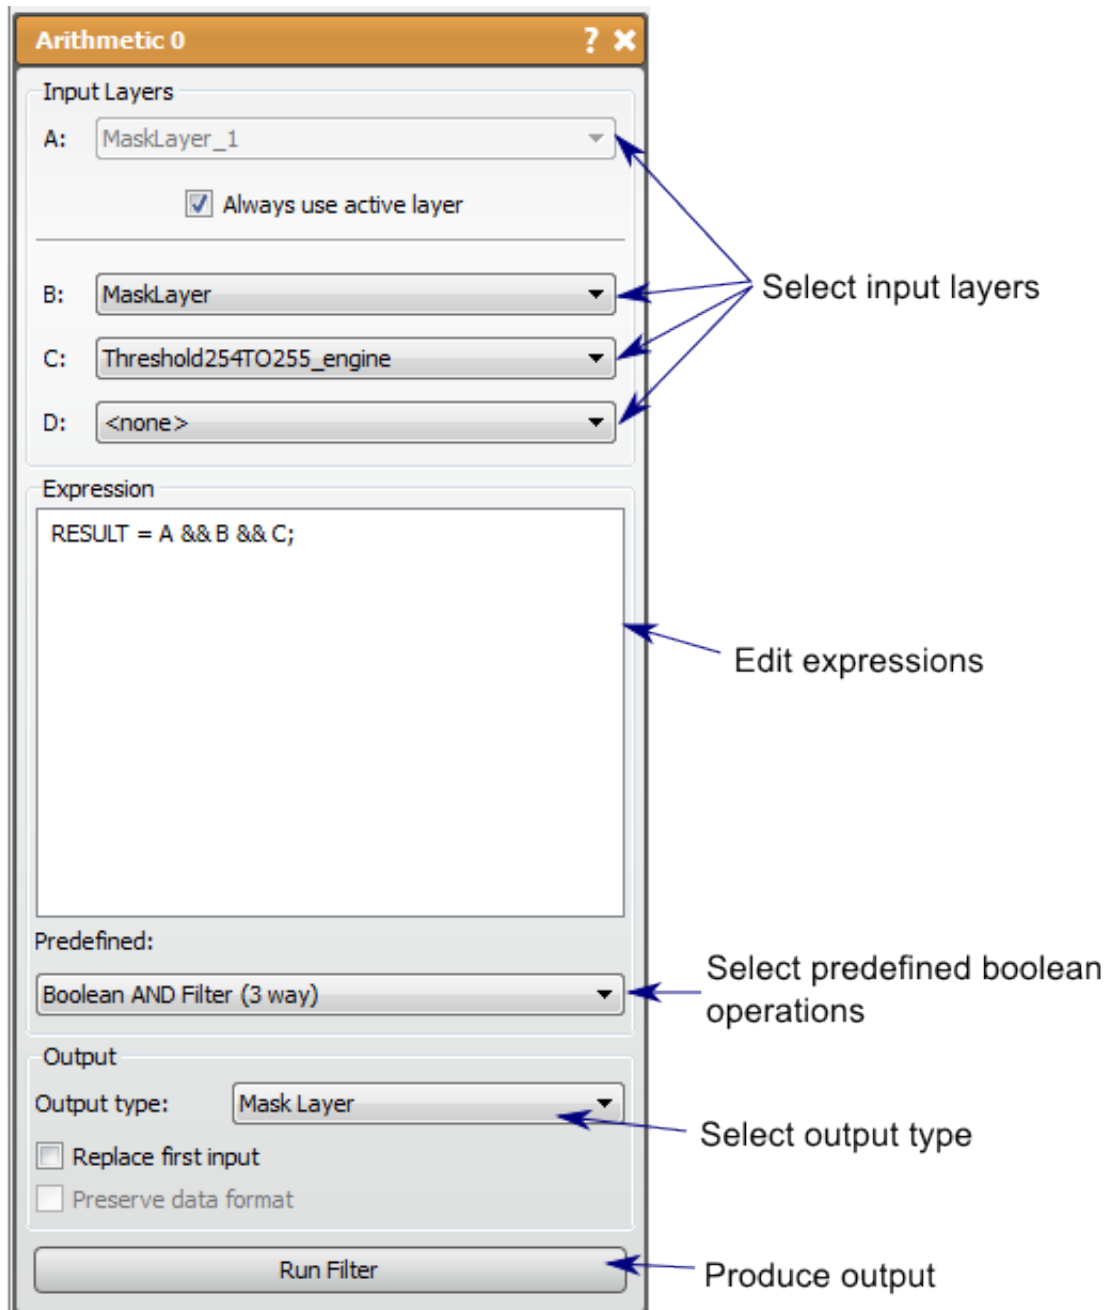 Arithmetic 0 ? ×
Input Layers
A: MaskLayer_1
Always use active layer
B: MaskLayer
Select input layers
C: Threshold254TO255_engine
D: <none>
Expression
RESULT = A && B && C;
Edit expressions
Predefined:
Boolean AND Filter (3 way)
Select predefined boolean
operations
Output
Output type: Mask Layer
Select output type
Replace first input
Preserve data format
Run Filter
Produce output